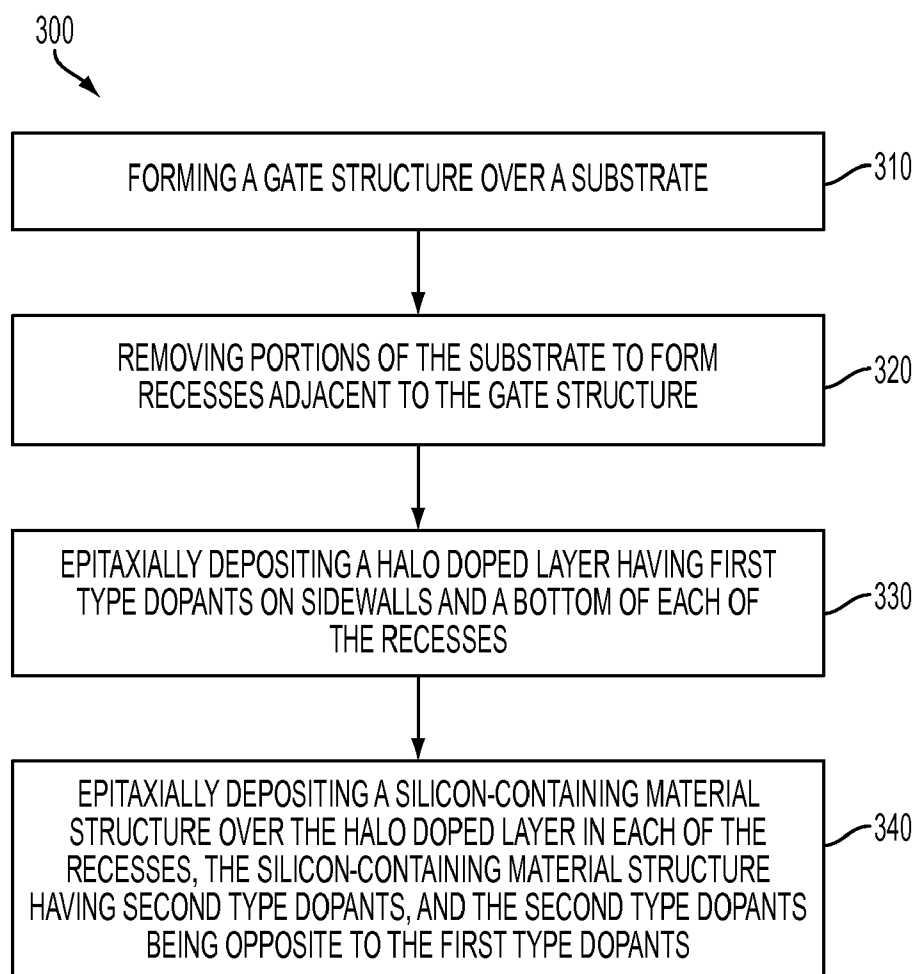 300
FORMING A GATE STRUCTURE OVER A SUBSTRATE
310
REMOVING PORTIONS OF THE SUBSTRATE TO FORM
RECESSES ADJACENT TO THE GATE STRUCTURE
320
EPITAXIALLY DEPOSITING A HALO DOPED LAYER HAVING FIRST
TYPE DOPANTS ON SIDEWALLS AND A BOTTOM OF EACH OF
THE RECESSES
330
EPITAXIALLY DEPOSITING A SILICON-CONTAINING MATERIAL
STRUCTURE OVER THE HALO DOPED LAYER IN EACH OF THE
RECESSES, THE SILICON-CONTAINING MATERIAL STRUCTURE
HAVING SECOND TYPE DOPANTS, AND THE SECOND TYPE DOPANTS
BEING OPPOSITE TO THE FIRST TYPE DOPANTS
340